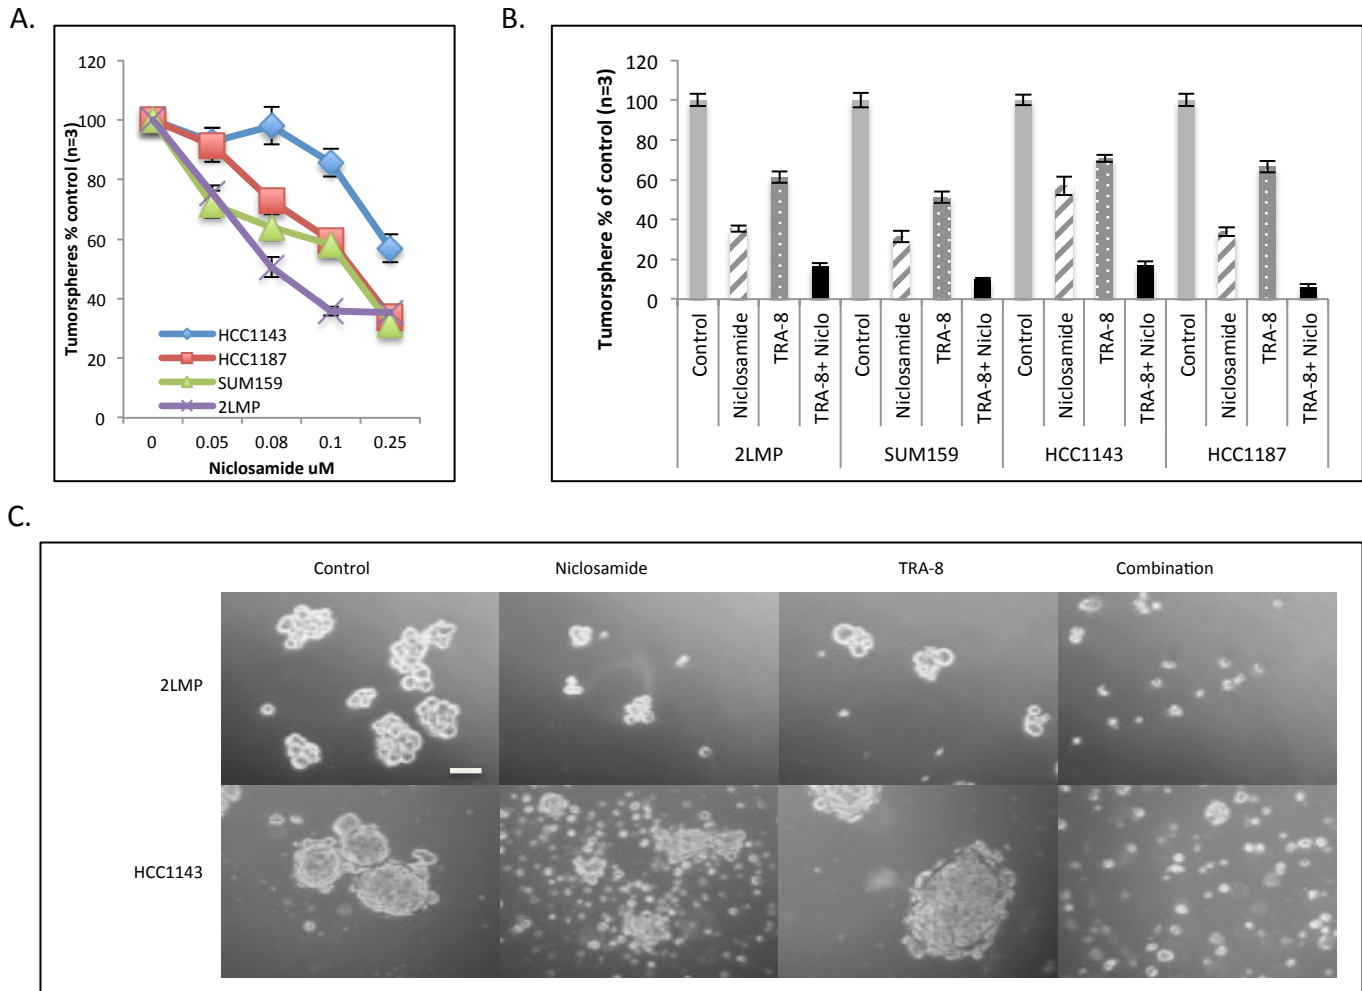 A.
B.
120
100
80
60
40
20
0
Tumorspheres % control (n=3)
HCC1143
HCC1187
SUM159
2LMP
0 0.05 0.08 0.1 0.25
Niclosamide uM
120
100
80
60
40
20
0
Tumorsphere % of control (n=3)
Control
Niclosamide
TRA-8
TRA-8+ Niclo
Control
Niclosamide
TRA-8
TRA-8+ Niclo
Control
Niclosamide
TRA-8
TRA-8+ Niclo
Control
Niclosamide
TRA-8
TRA-8+ Niclo
2LMP SUM159 HCC1143 HCC1187
C.
Control Niclosamide TRA-8 Combination
2LMP
HCC1143